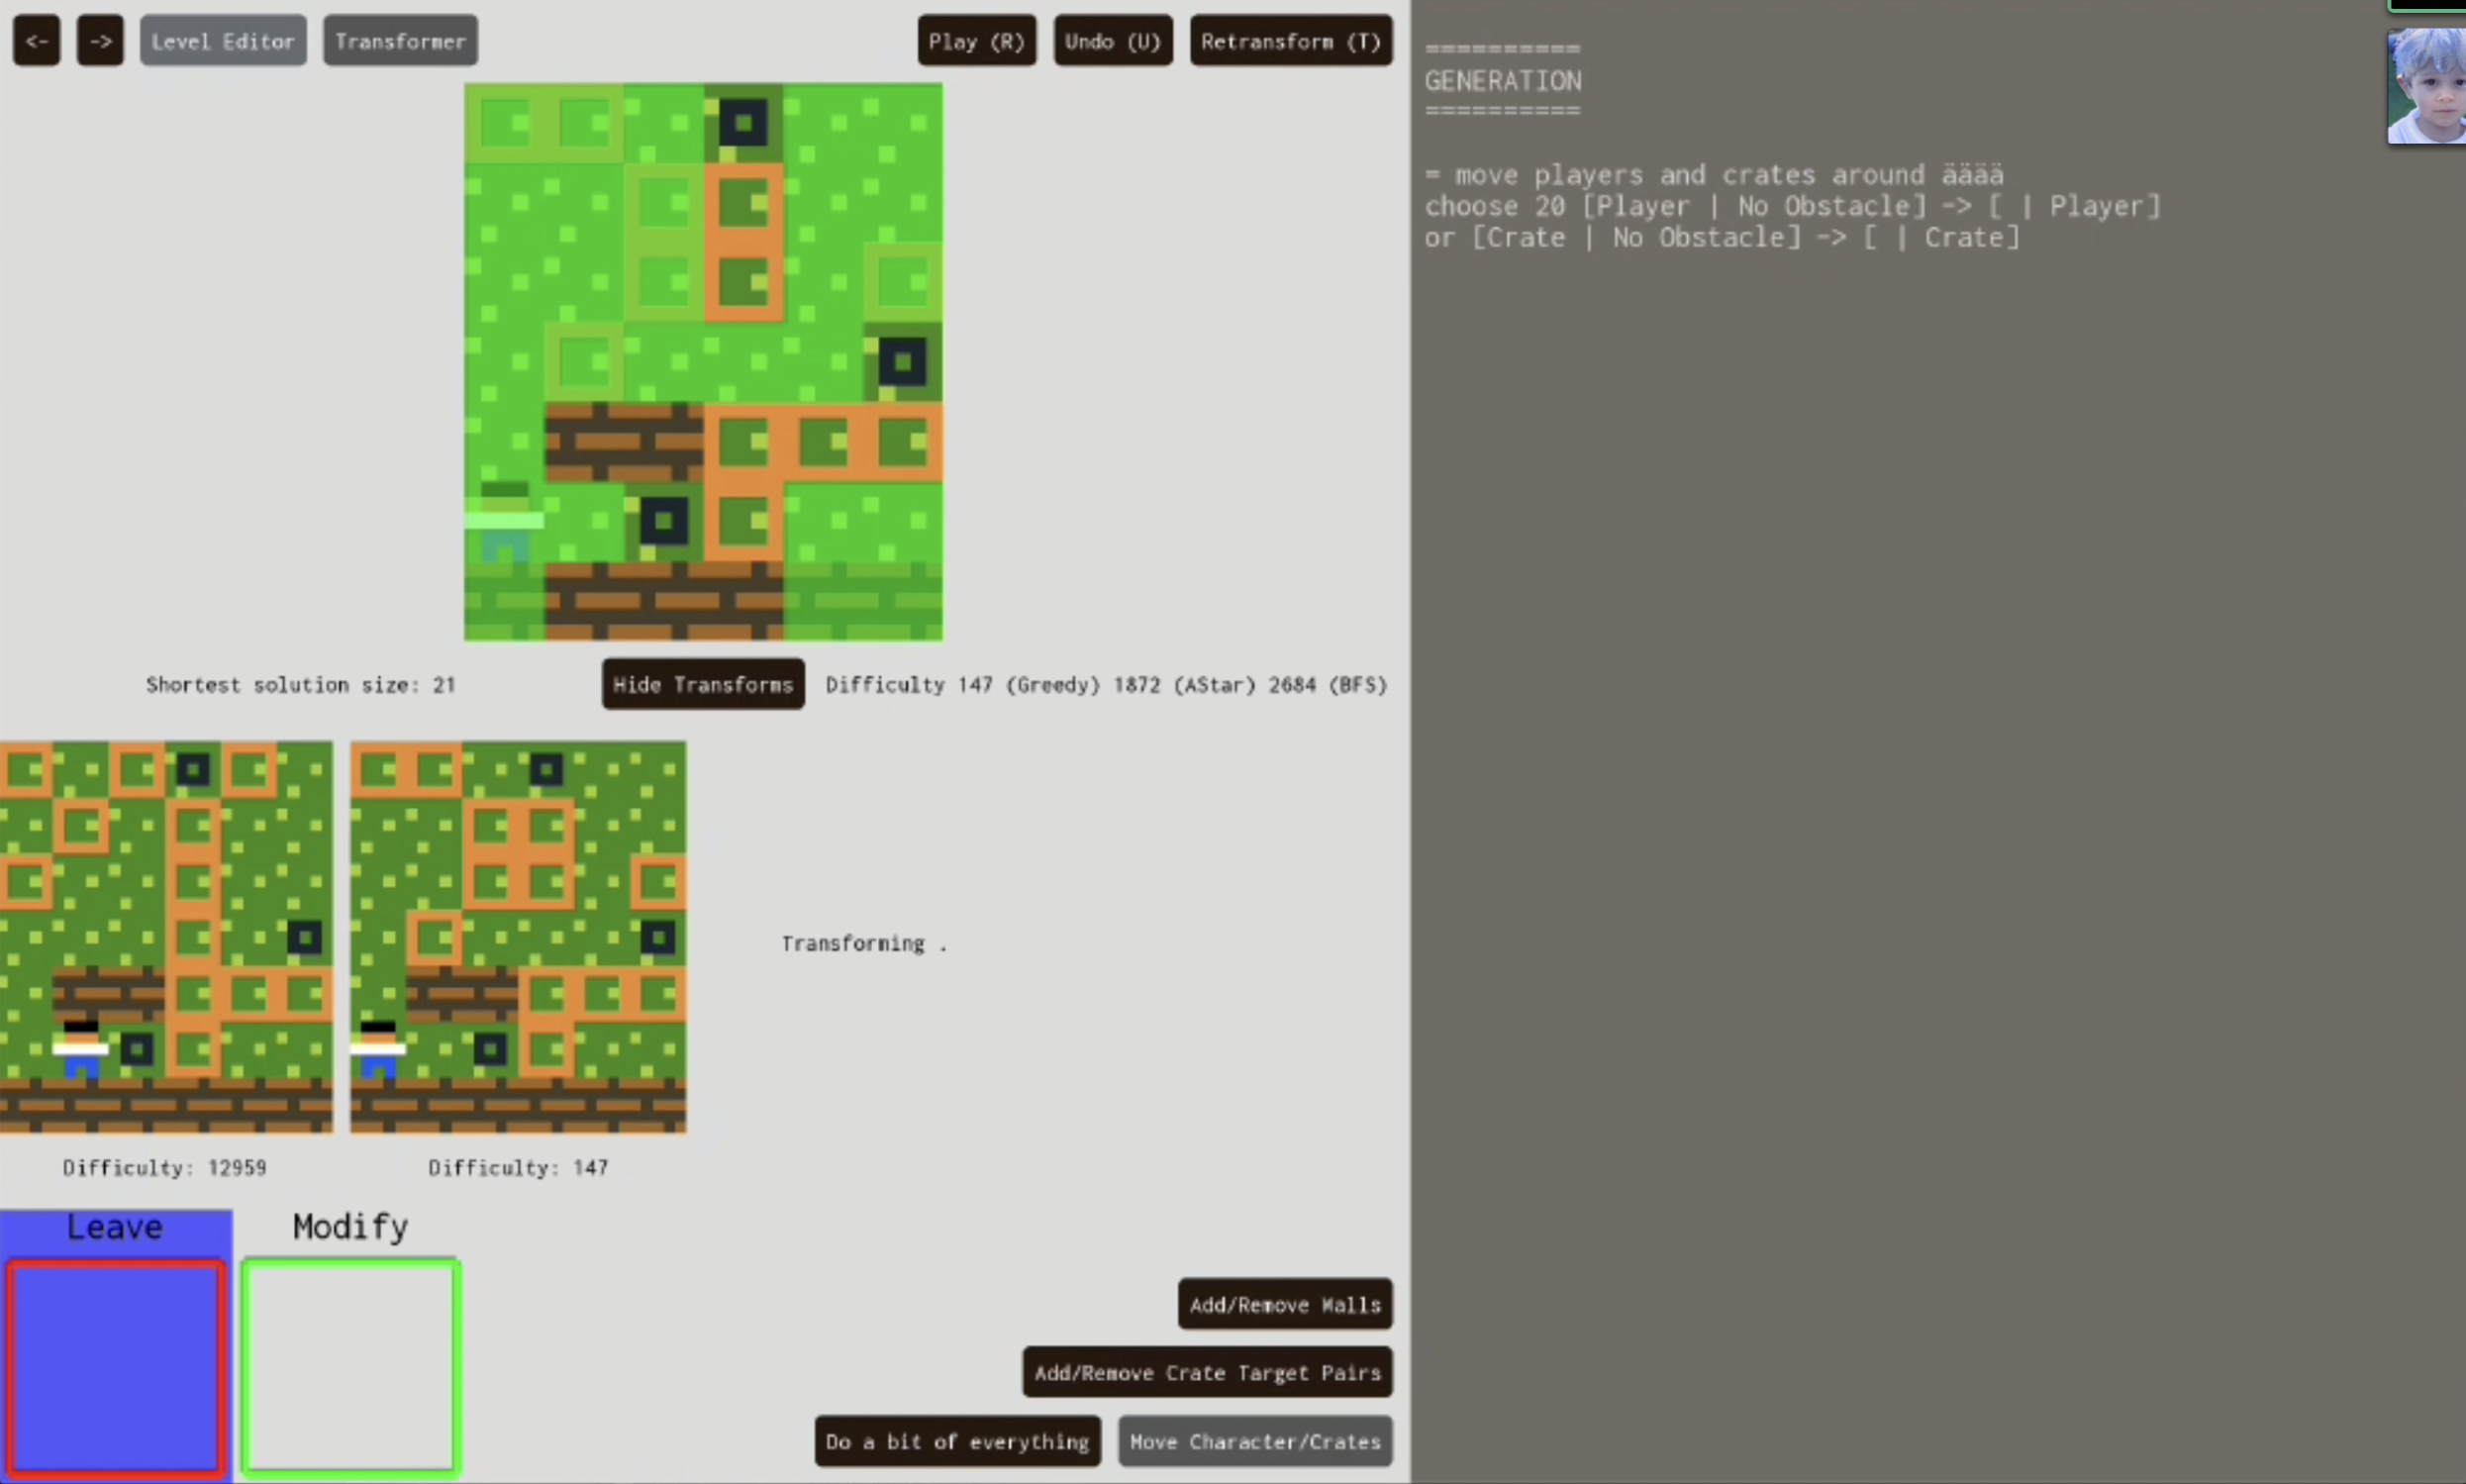 <- -> Level Editor Transformer Play (R) Undo (U) Retransform (T)
Shortest solution size: 21 Hide Transforms Difficulty 147 (Greedy) 1872 (AStar) 2684 (BFS)
Transforming .
Difficulty: 12959 Difficulty: 147
Leave Modify
Add/Remove Walls
Add/Remove Crate Target Pairs
Do a bit of everything Move Character/Crates
==========
GENERATION
==========
= move players and crates around ääää
choose 20 [Player | No Obstacle] -> [ | Player]
or [Crate | No Obstacle] -> [ | Crate]